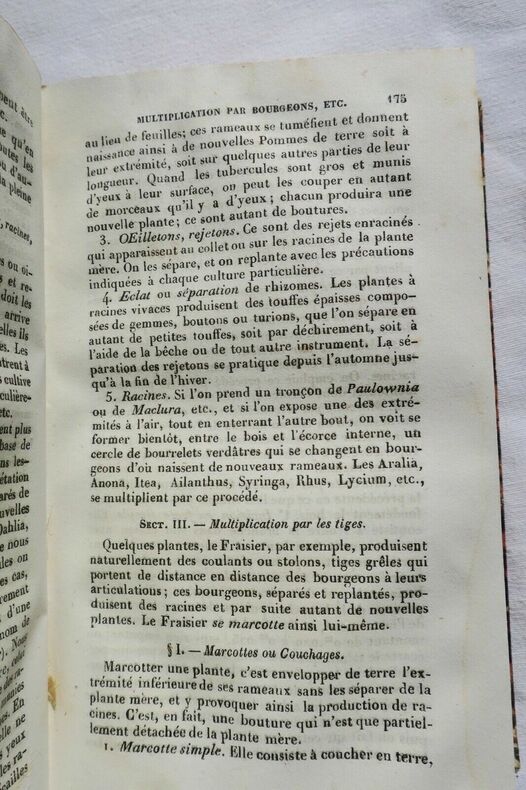 MULTIPLICATION PAR BOURGEONS, ETC. 175
au lieu de feuilles; ces rameaux se tuméfient et donnent
naissance ainsi à de nouvelles Pommes de terre soit à
leur extrémité, soit sur quelques autres parties de leur
longueur. Quand les tubercules sont gros et munis
d'yeux à leur surface, on peut les couper en autant
de morceaux qu'il y a d'yeux; chacun produira une
nouvelle plante; ce sont autant de boutures.
3. OEilletons, rejetons. Ce sont des rejets enracinés
qui apparaissent au collet ou sur les racines de la plante
mère. On les sépare, et on replante avec les précautions
indiquées à chaque culture particulière.
4. Eclat ou séparation de rhizomes. Les plantes à
racines vivaces produisent des touffes épaisses compo-
sées de gemmes, boutons ou turions, que l'on sépare en
autant de petites touffes, soit par déchirement, soit à
l'aide de la bêche ou de tout autre instrument. La sé-
paration des rejetons se pratique depuis l'automne jus-
qu'à la fin de l'hiver.
5. Racines. Si l'on prend un tronçon de Paulownia
ou de Maclura, etc., et si l'on expose une des extré-
mités à l'air, tout en enterrant l'autre bout, on voit se
former bientôt, entre le bois et l'écorce interne, un
cercle de bourrelets verdâtres qui se changent en bour-
geons d'où naissent de nouveaux rameaux. Les Aralia,
Anona, Itea, Ailanthus, Syringa, Rhus, Lycium, etc.,
se multiplient par ce procédé.
SECT. III. — Multiplication par les tiges.
Quelques plantes, le Fraisier, par exemple, produisent
naturellement des coulants ou stolons, tiges grêles qui
portent de distance en distance des bourgeons à leurs
articulations; ces bourgeons, séparés et replantés, pro-
duisent des racines et par suite autant de nouvelles
plantes. Le Fraisier se marcotte ainsi lui-même.
§ I. — Marcottes ou Couchages.
Marcotter une plante, c'est envelopper de terre l'ex-
trémité inférieure de ses rameaux sans les séparer de la
plante mère, et y provoquer ainsi la production de ra-
cines. C'est, en fait, une bouture qui n'est que partiel-
lement détachée de la plante mère.
1. Marcotte simple. Elle consiste à coucher en terre,